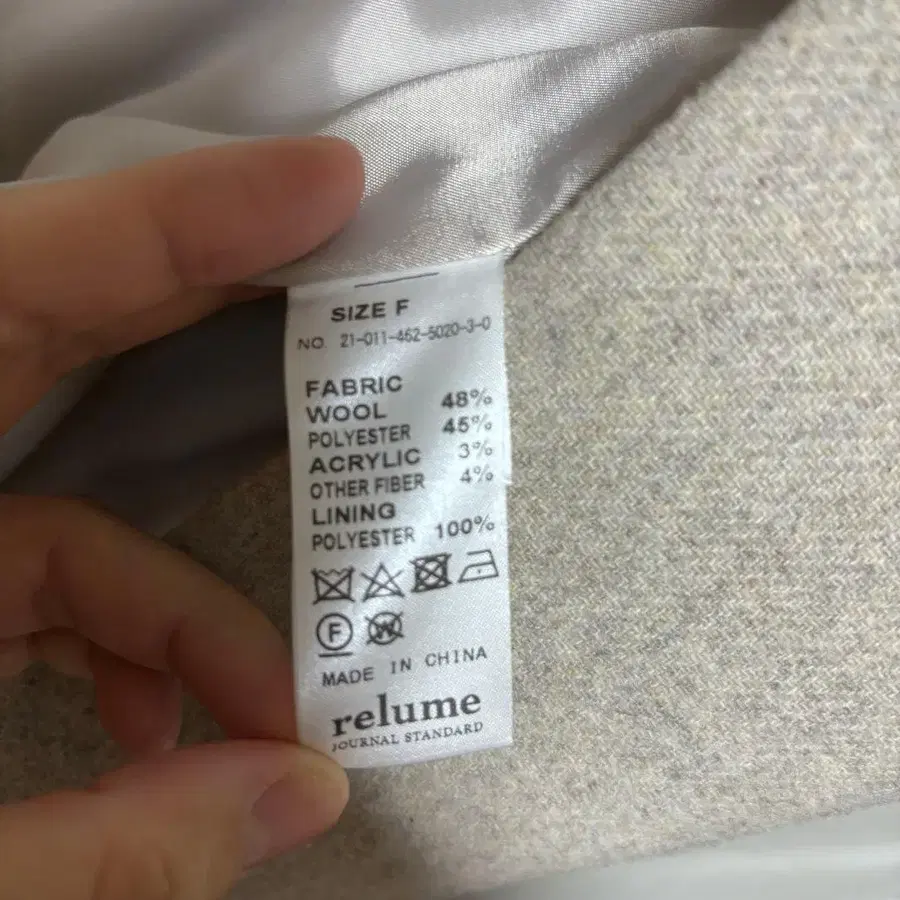 SIZE F
NO. 21-011-462-5020-3-0
FABRIC
WOOL 48%
POLYESTER 45%
ACRYLIC 3%
OTHER FIBER 4%
LINING
POLYESTER 100%
F W
MADE IN CHINA
relume
JOURNAL STANDARD